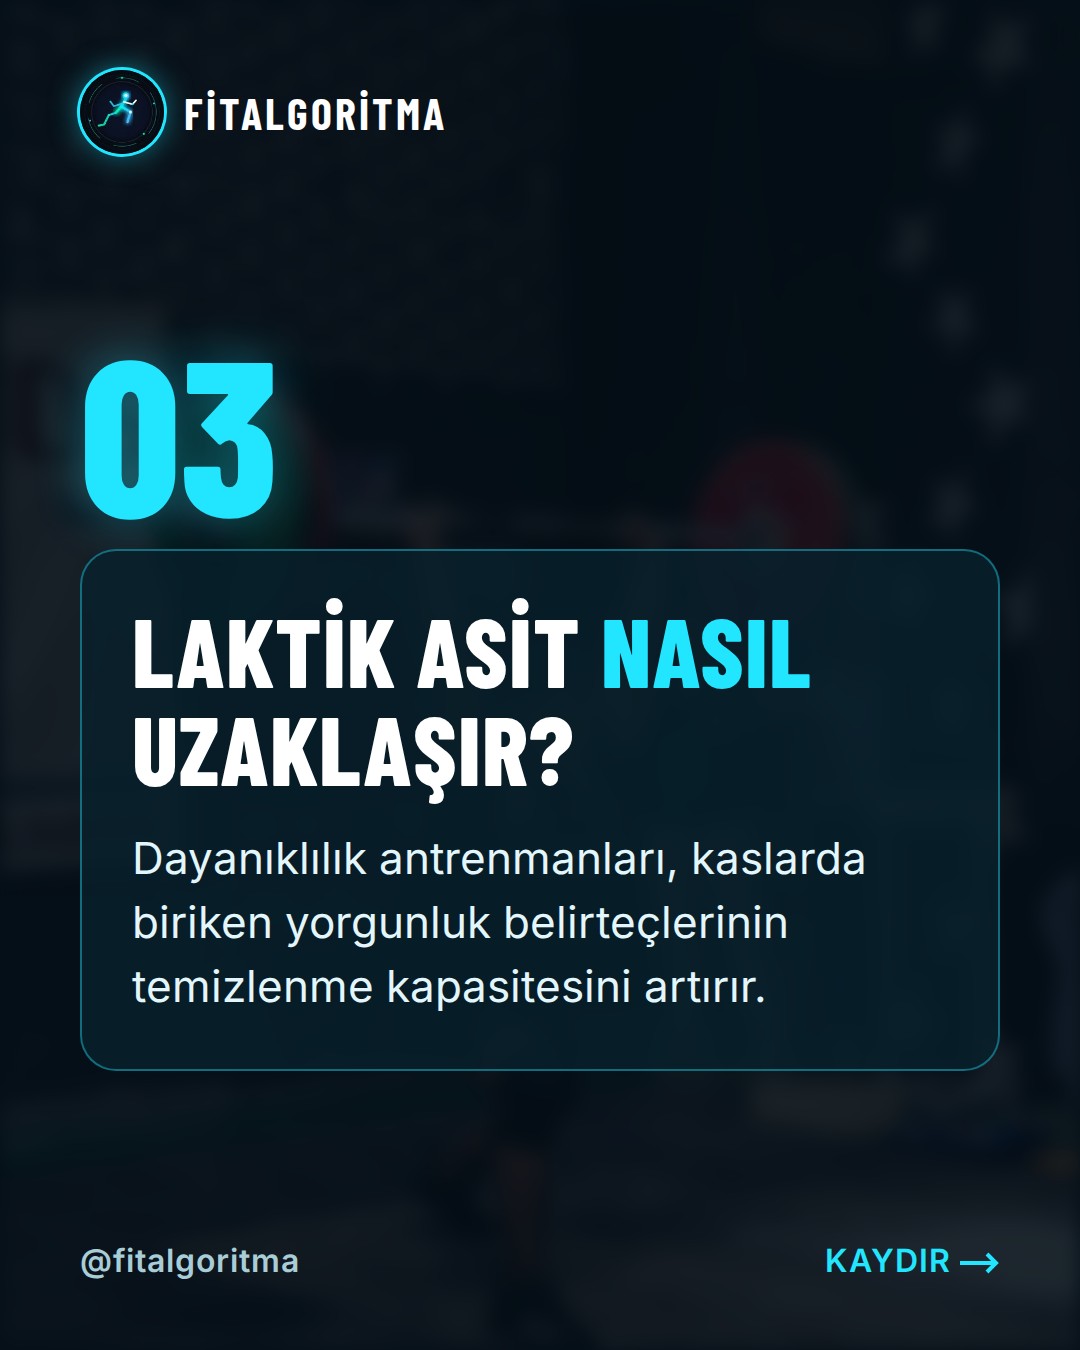 FİTALGORİTMA
03
LAKTİK ASİT NASIL
UZAKLAŞIR?
Dayanıklılık antrenmanları, kaslarda
biriken yorgunluk belirteçlerinin
temizlenme kapasitesini artırır.
@fitalgoritma
KAYDIR →